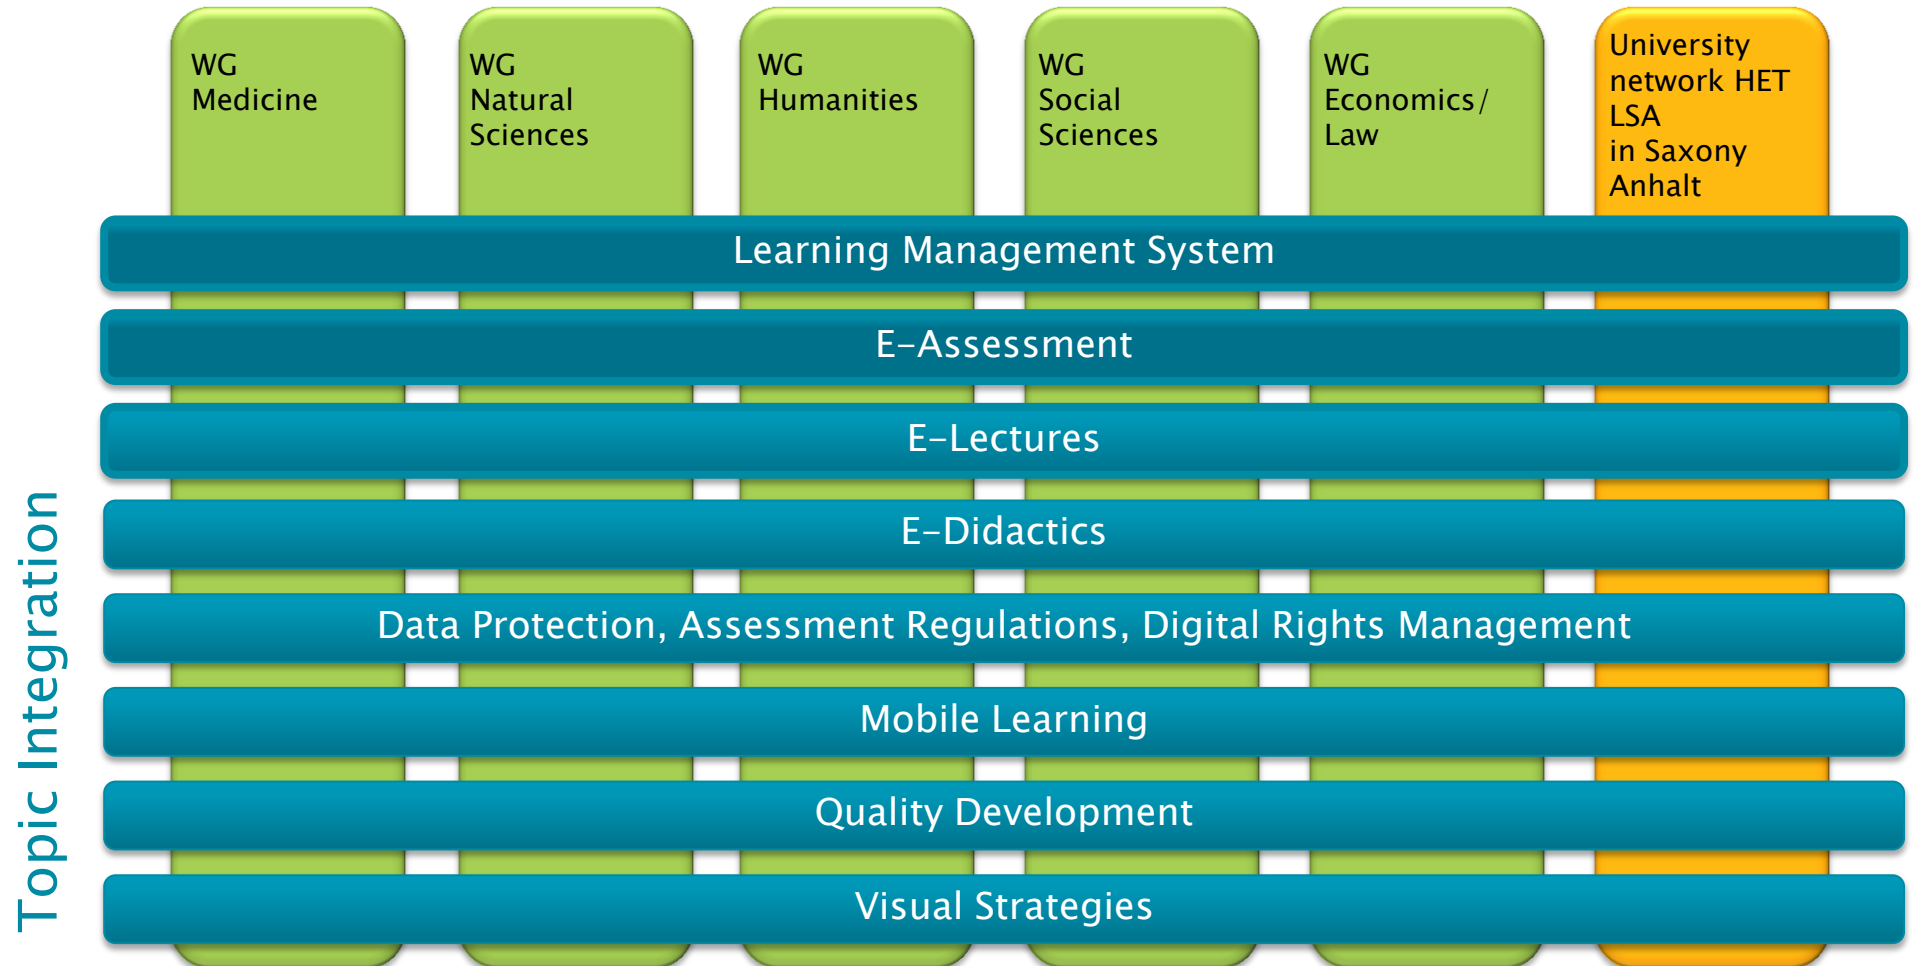 WG
Medicine
WG
Natural
Sciences
WG
Humanities
WG
Social
Sciences
WG
Economics/
Law
University
network HET
LSA
in Saxony
Anhalt
Learning Management System
E-Assessment
E-Lectures
E-Didactics
Data Protection, Assessment Regulations, Digital Rights Management
Mobile Learning
Quality Development
Visual Strategies
Topic Integration